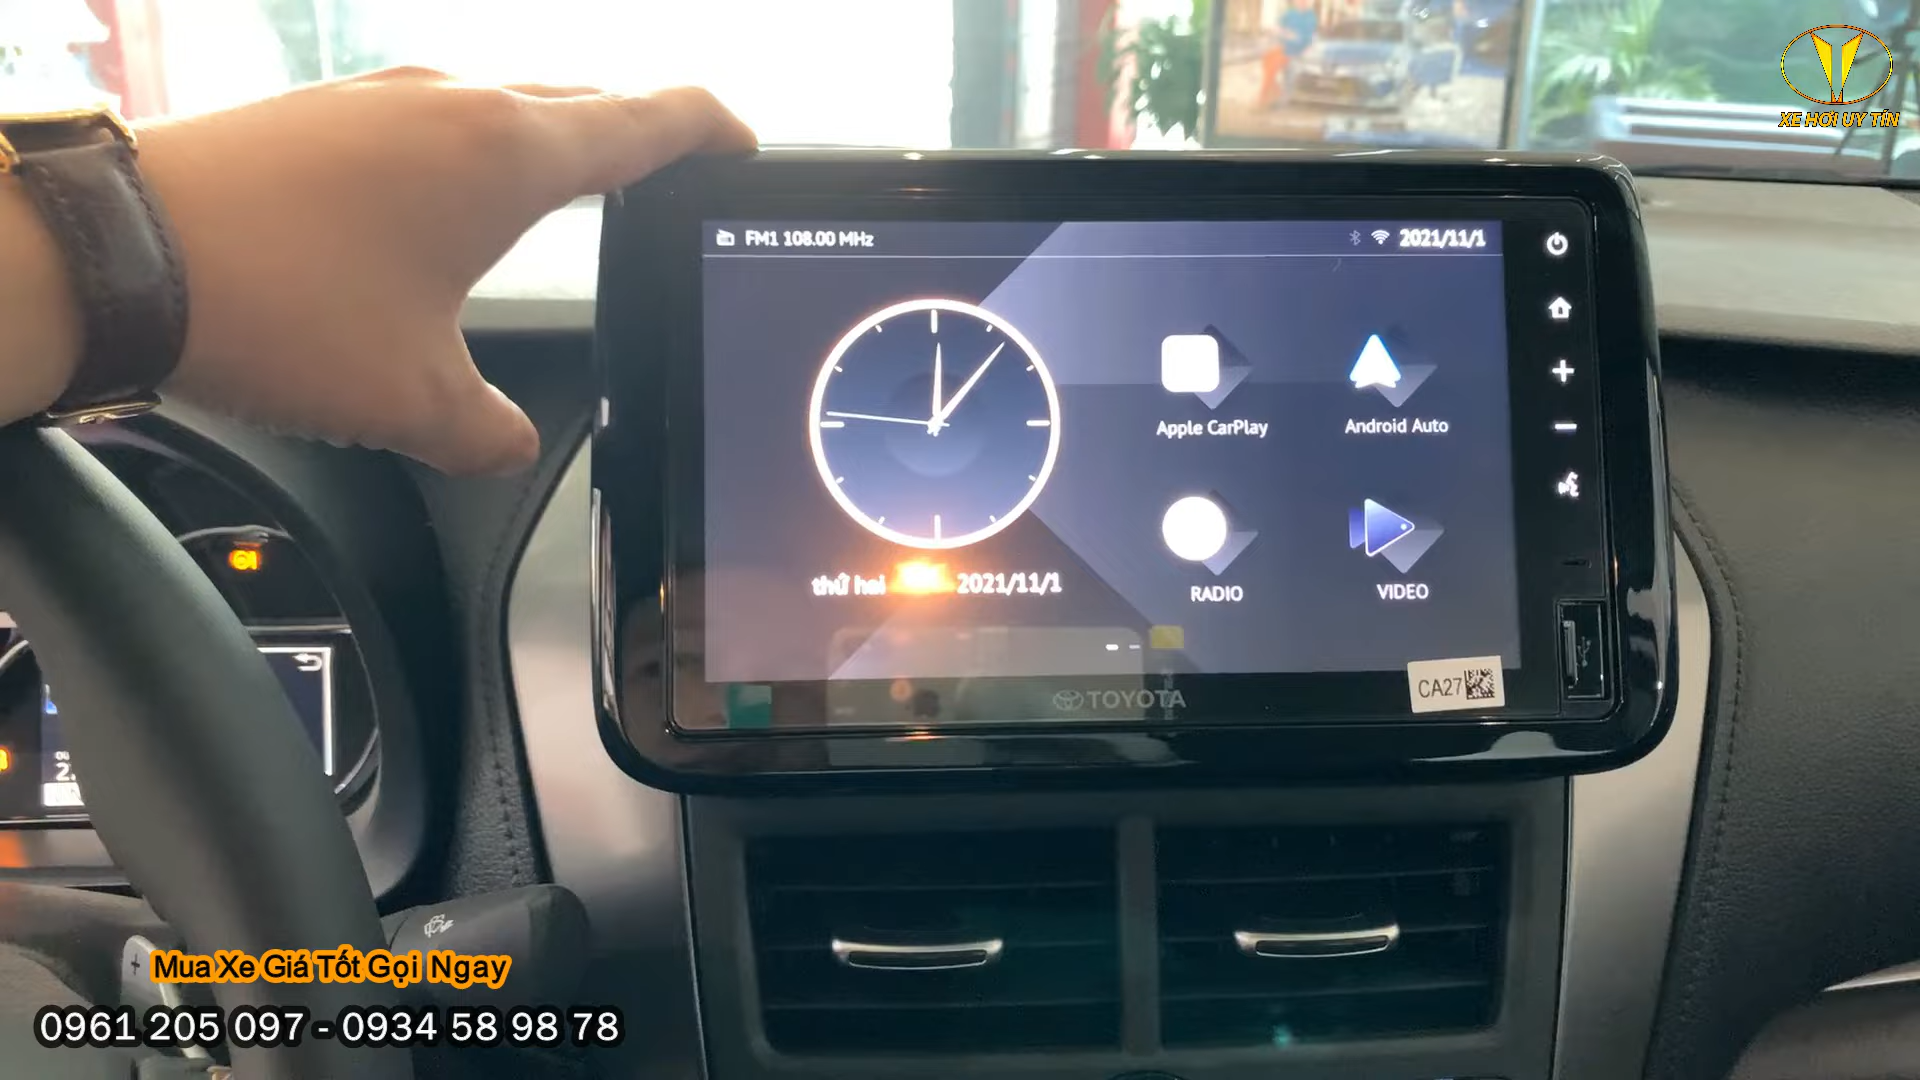 XE HƠI UY TÍN
FM1 108.00 MHz
2021/11/1
Apple CarPlay
Android Auto
thứ hai
2021/11/1
RADIO
VIDEO
TOYOTA
CA27
Mua Xe Giá Tốt Gọi Ngay
0961 205 097 - 0934 58 98 78